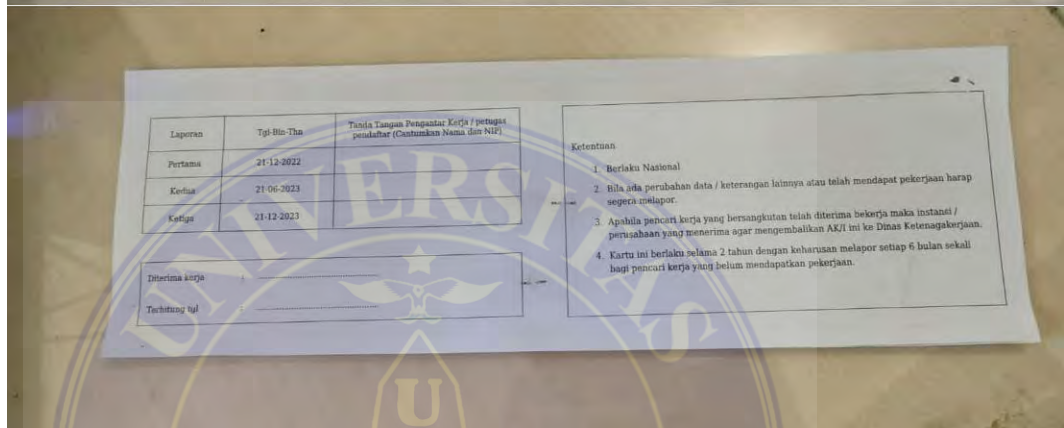 Laporan Tgl-Bln-Thn Tanda Tangan Pengantar Kerja / petugas
pendaftar (Cantumkan Nama dan NIP)
Pertama 21-12-2022
Kedua 21-06-2023
Ketiga 21-12-2023
Diterima kerja : ............................................
Terhitung tgl : ............................................
Ketentuan
1. Berlaku Nasional
2. Bila ada perubahan data / keterangan lainnya atau telah mendapat pekerjaan harap
segera melapor.
3. Apabila pencari kerja yang bersangkutan telah diterima bekerja maka instansi /
perusahaan yang menerima agar mengembalikan AK/I ini ke Dinas Ketenagakerjaan.
4. Kartu ini berlaku selama 2 tahun dengan keharusan melapor setiap 6 bulan sekali
bagi pencari kerja yang belum mendapatkan pekerjaan.
UNIVERSITAS
U